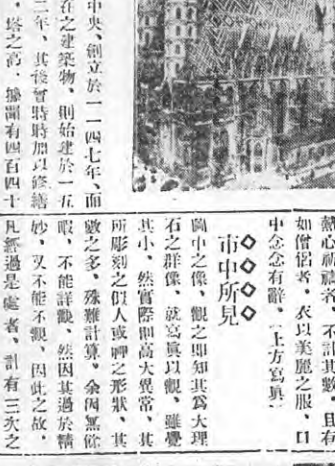 中央、創立於一一四七年、而
在之建築物、則始建於一五
二年、其後曾時時加以修繕
、塔之高、據謂有四百四十
熱心祈禱者、不計其數、且有
如僧侶者、衣以美麗之服、口
中念念有辭、(上方寫眞)
◇◇◇◇
市中所見
圖中之像、觀之卽知其爲大理
石之群像、就寫眞以觀、雖覺
其小、然實際則高大異常、其
所彫刻之似人或神之形狀、其
數之多、殊難計算。余因無餘
暇、不能詳觀、然因其過於精
妙、又不能不觀、因此之故、
凡經過是處者、計有三次之